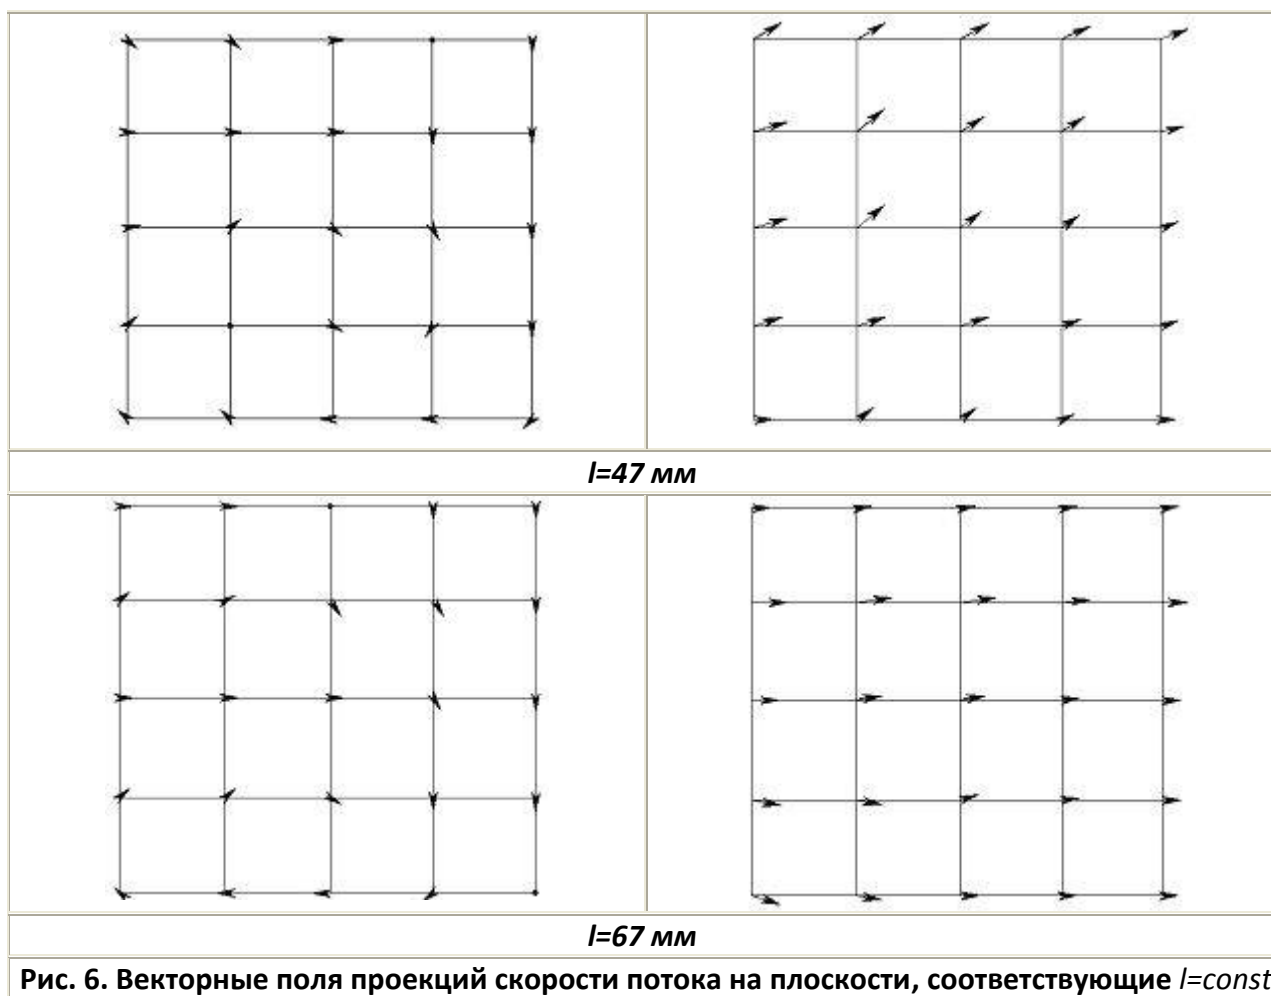 l=47 мм
l=67 мм
Рис. 6. Векторные поля проекций скорости потока на плоскости, соответствующие l=const